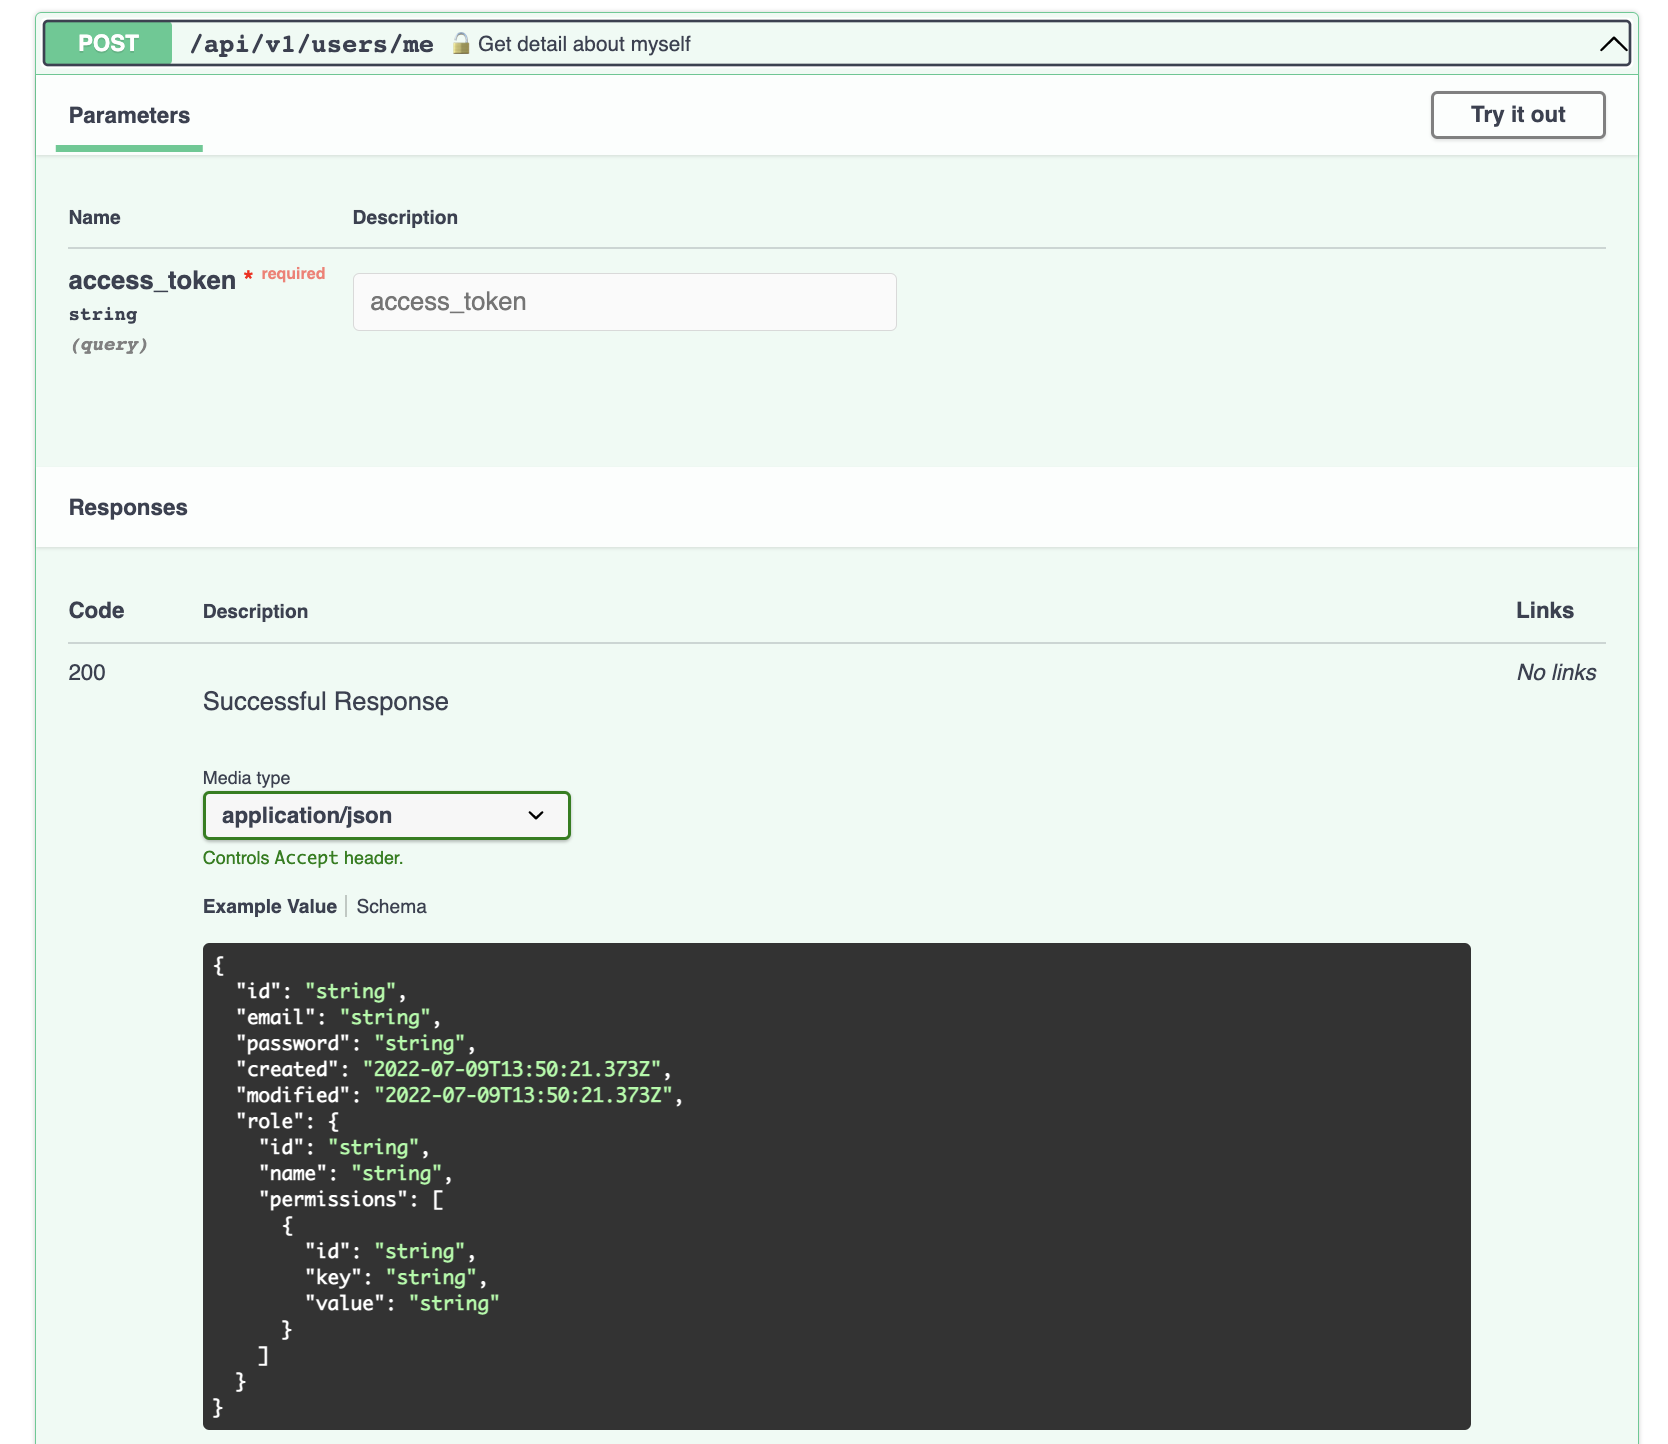 POST /api/v1/users/me Get detail about myself
Parameters
Try it out
Name Description
access_token * required
string
(query)
access_token
Responses
Code Description Links
200
Successful Response
No links
Media type
application/json
Controls Accept header.
Example Value Schema
{
  "id": "string",
  "email": "string",
  "password": "string",
  "created": "2022-07-09T13:50:21.373Z",
  "modified": "2022-07-09T13:50:21.373Z",
  "role": {
    "id": "string",
    "name": "string",
    "permissions": [
      {
        "id": "string",
        "key": "string",
        "value": "string"
      }
    ]
  }
}